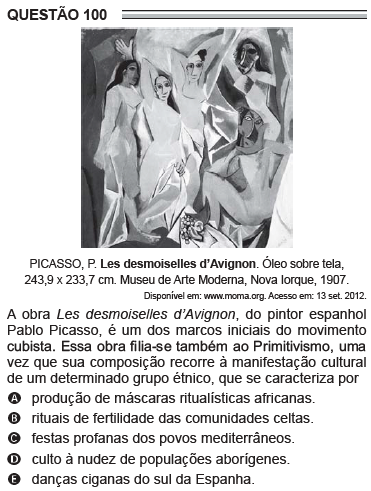 QUESTÃO 100
PICASSO, P. Les desmoiselles d'Avignon. Óleo sobre tela,
243,9 x 233,7 cm. Museu de Arte Moderna, Nova Iorque, 1907.
Disponível em: www.moma.org. Acesso em: 13 set. 2012.
A obra Les desmoiselles d'Avignon, do pintor espanhol
Pablo Picasso, é um dos marcos iniciais do movimento
cubista. Essa obra filia-se também ao Primitivismo, uma
vez que sua composição recorre à manifestação cultural
de um determinado grupo étnico, que se caracteriza por
A produção de máscaras ritualísticas africanas.
B rituais de fertilidade das comunidades celtas.
C festas profanas dos povos mediterrâneos.
D culto à nudez de populações aborígenes.
E danças ciganas do sul da Espanha.